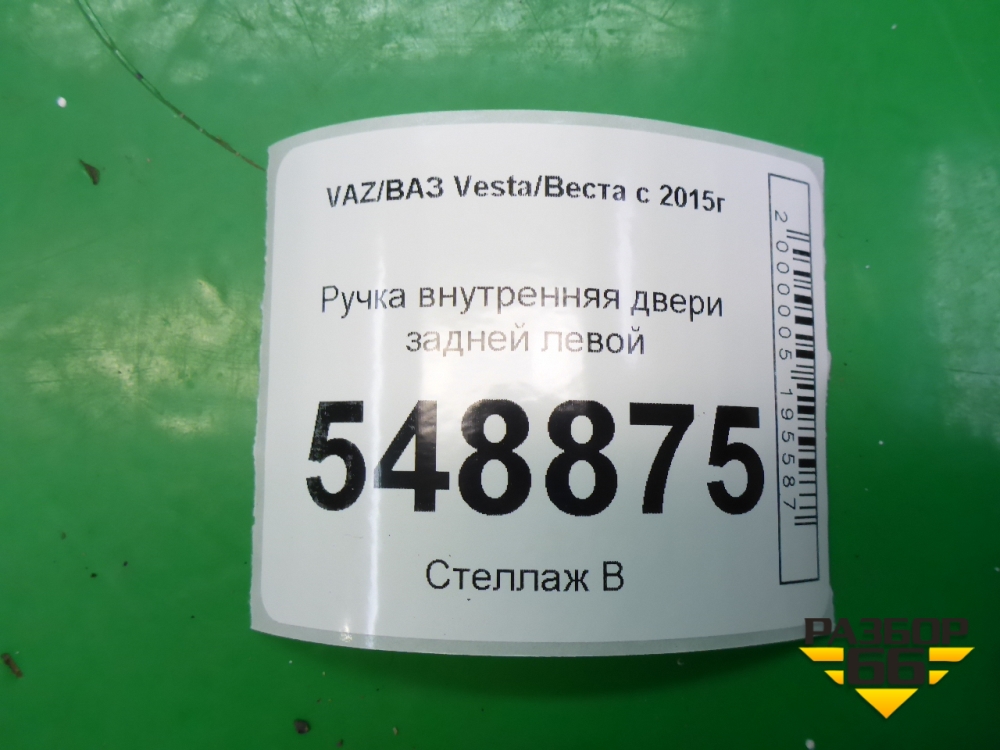 VAZ/ВАЗ Vesta/Веста с 2015г
Ручка внутренняя двери
задней левой
548875
Стеллаж В
2000005195587
РАЗБОР
66